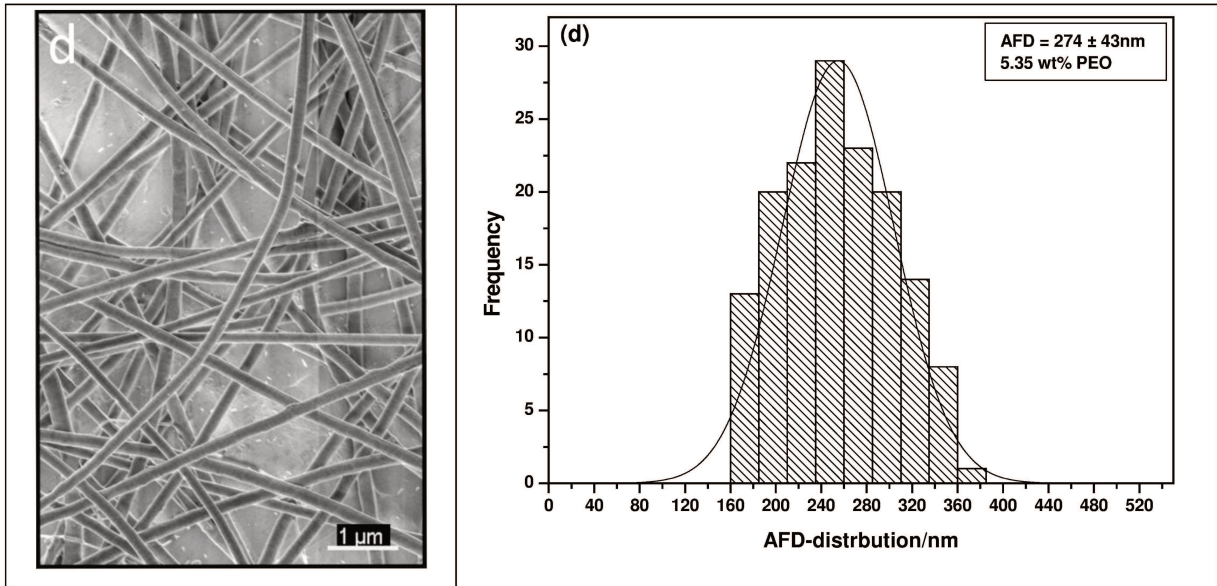 d
1 µm
(d)
AFD = 274 ± 43nm
5.35 wt% PEO
30
25
20
15
10
5
0
Frequency
0 40 80 120 160 200 240 280 320 360 400 440 480 520
AFD-distrbution/nm